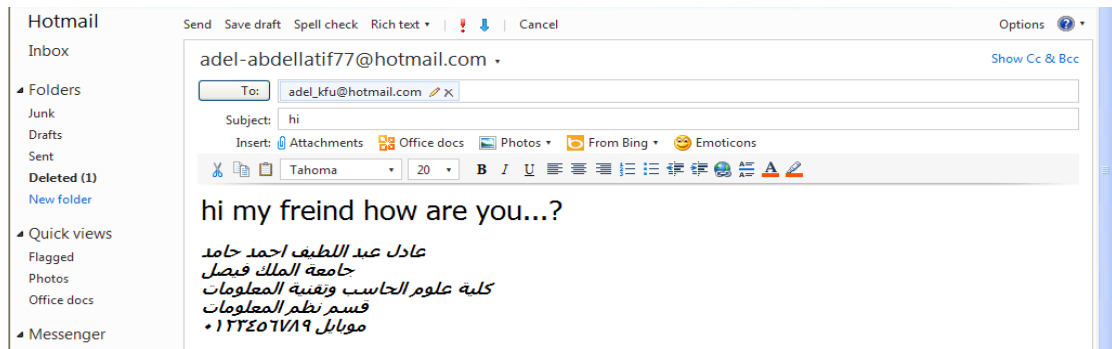 Hotmail
Inbox
Folders
Junk
Drafts
Sent
Deleted (1)
New folder
Quick views
Flagged
Photos
Office docs
Messenger
Send Save draft Spell check Rich text | | Cancel Options
adel-abdellatif77@hotmail.com Show Cc & Bcc
To: adel_kfu@hotmail.com
Subject: hi
Insert: Attachments Office docs Photos From Bing Emoticons
Tahoma 20 B I U A
hi my freind how are you...?
عادل عبد اللطيف احمد حامد
جامعة الملك فيصل
كلية علوم الحاسب وتقنية المعلومات
قسم نظم المعلومات
موبايل ٠١٢٣٤٥٦٧٨٩